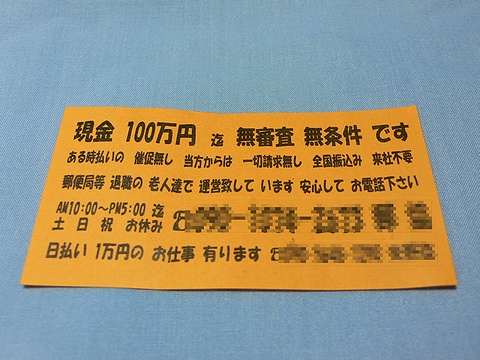 現金 100万円 迄 無審査 無条件 です
ある時払いの 催促無し 当方からは 一切請求無し 全国振込み 来社不要
郵便局等 退職の 老人達で 運営致して います 安心して お電話下さい
AM10:00～PM5:00 迄
土 日 祝 お休み
日払い 1万円の お仕事 有ります